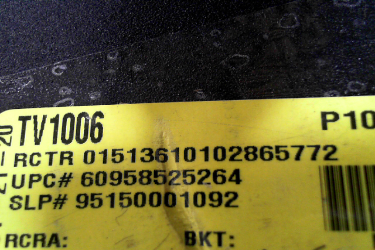 TV1006 P10
RCTR 01513610102865772
UPC# 60958525264
SLP# 95150001092
RCRA: BKT: